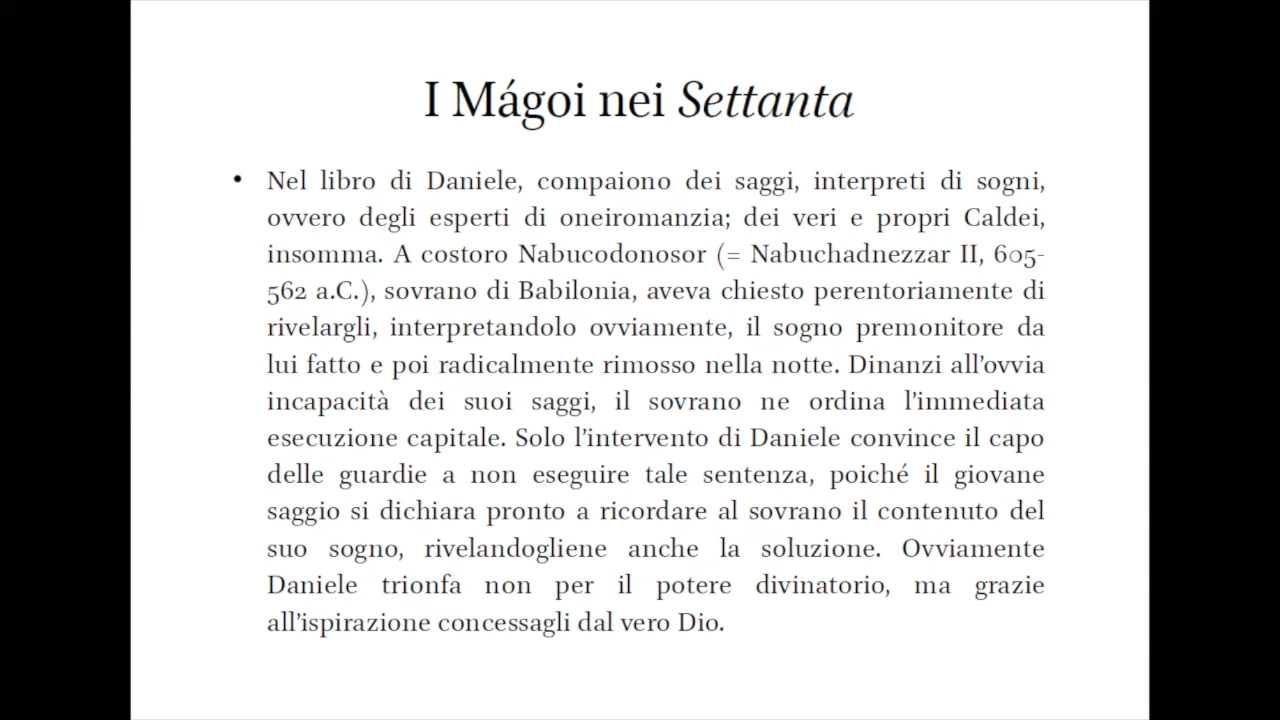 I Mágoi nei Settanta
• Nel libro di Daniele, compaiono dei saggi, interpreti di sogni,
ovvero degli esperti di oneiromanzia; dei veri e propri Caldei,
insomma. A costoro Nabucodonosor (= Nabuchadnezzar II, 605-
562 a.C.), sovrano di Babilonia, aveva chiesto perentoriamente di
rivelargli, interpretandolo ovviamente, il sogno premonitore da
lui fatto e poi radicalmente rimosso nella notte. Dinanzi all’ovvia
incapacità dei suoi saggi, il sovrano ne ordina l’immediata
esecuzione capitale. Solo l’intervento di Daniele convince il capo
delle guardie a non eseguire tale sentenza, poiché il giovane
saggio si dichiara pronto a ricordare al sovrano il contenuto del
suo sogno, rivelandogliene anche la soluzione. Ovviamente
Daniele trionfa non per il potere divinatorio, ma grazie
all’ispirazione concessagli dal vero Dio.